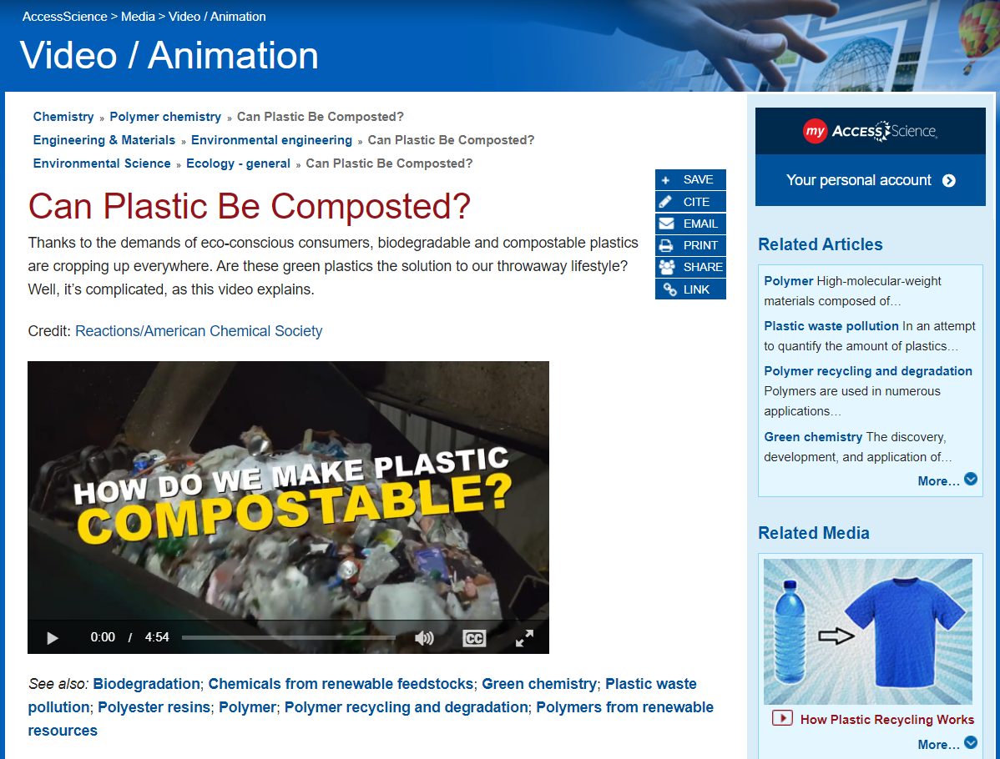 AccessScience > Media > Video / Animation
Video / Animation
Chemistry » Polymer chemistry » Can Plastic Be Composted?
Engineering & Materials » Environmental engineering » Can Plastic Be Composted?
Environmental Science » Ecology - general » Can Plastic Be Composted?
Can Plastic Be Composted?
Thanks to the demands of eco-conscious consumers, biodegradable and compostable plastics
are cropping up everywhere. Are these green plastics the solution to our throwaway lifestyle?
Well, it’s complicated, as this video explains.
Credit: Reactions/American Chemical Society
SAVE
CITE
EMAIL
PRINT
SHARE
LINK
HOW DO WE MAKE PLASTIC
COMPOSTABLE?
0:00 / 4:54
CC
See also: Biodegradation; Chemicals from renewable feedstocks; Green chemistry; Plastic waste
pollution; Polyester resins; Polymer; Polymer recycling and degradation; Polymers from renewable
resources
my ACCESS Science
Your personal account
Related Articles
Polymer High-molecular-weight
materials composed of…
Plastic waste pollution In an attempt
to quantify the amount of plastics…
Polymer recycling and degradation
Polymers are used in numerous
applications…
Green chemistry The discovery,
development, and application of…
More…
Related Media
How Plastic Recycling Works
More…